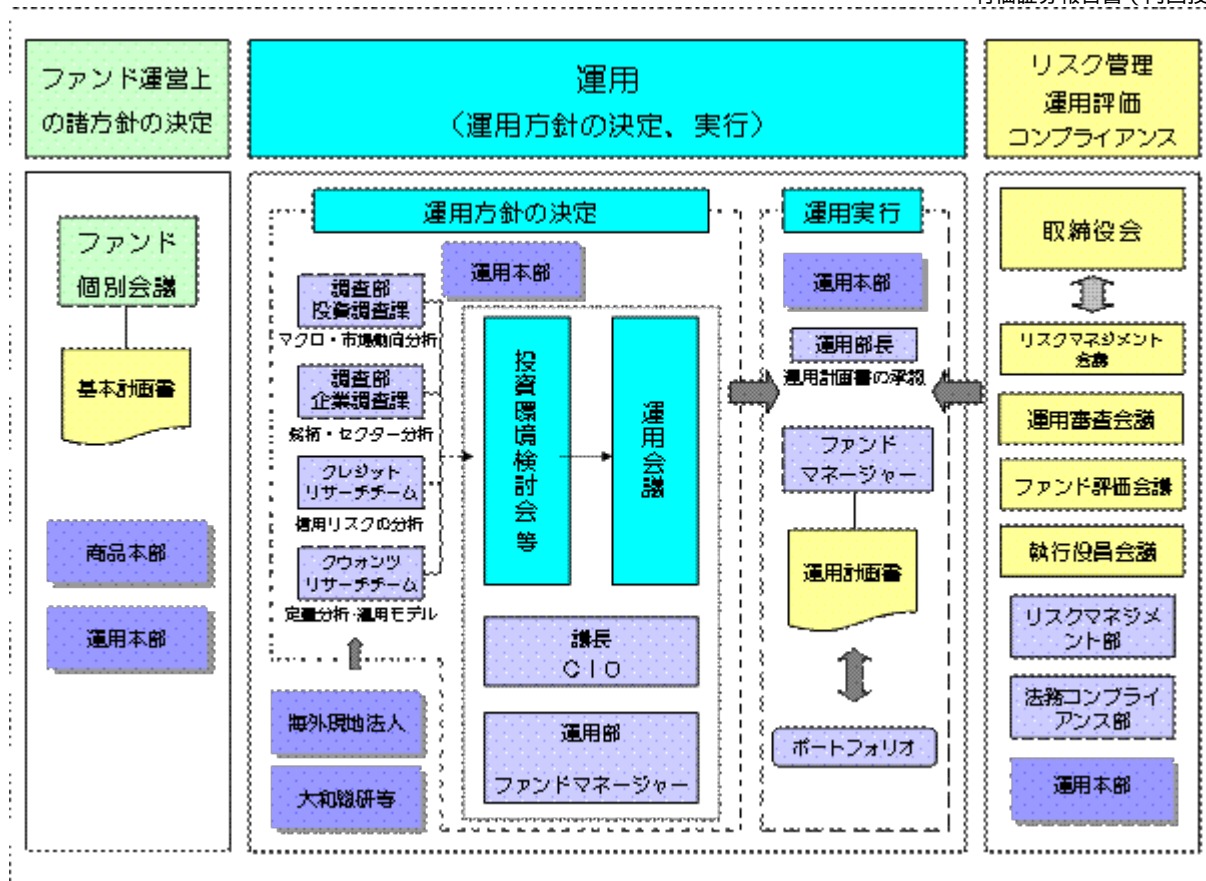 ファンド運営上
の諸方針の決定
運用
（運用方針の決定、実行）
リスク管理
運用評価
コンプライアンス
ファンド
個別会議
基本計画書
商品本部
運用本部
運用方針の決定
運用本部
調査部
投資調査課
マクロ・市場動向分析
調査部
企業調査課
銘柄・セクター分析
クレジット
リサーチチーム
信用リスクの分析
クウォンツ
リサーチチーム
定量分析・運用モデル
海外現地法人
大和総研等
投資環境検討会等
運用会議
議長
CIO
運用部
ファンドマネージャー
運用実行
運用本部
運用部長
運用計画書の承認
ファンド
マネージャー
運用計画書
ポートフォリオ
取締役会
リスクマネジメント
会議
運用審査会議
ファンド評価会議
執行役員会議
リスクマネジメ
ント部
法務コンプライ
アンス部
運用本部